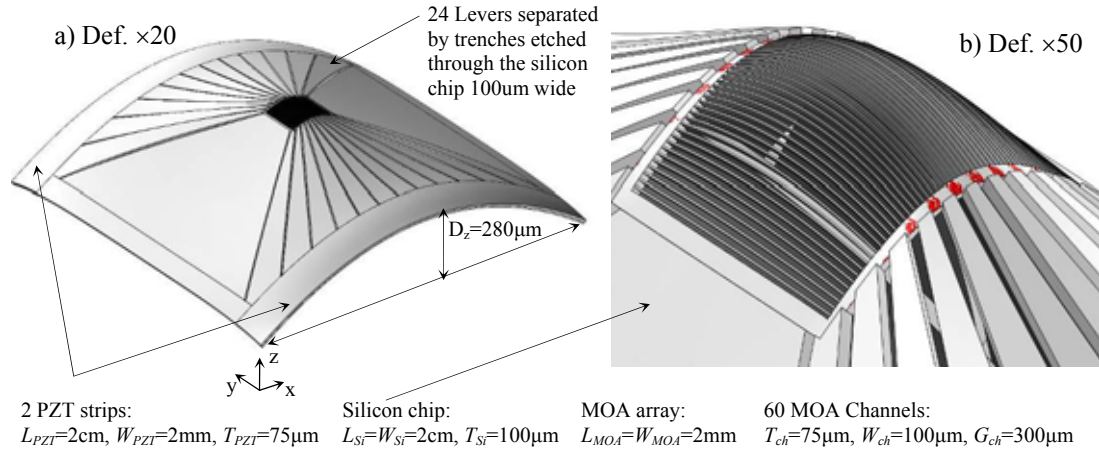 a) Def. ×20
24 Levers separated
by trenches etched
through the silicon
chip 100um wide
b) Def. ×50
D_z=280μm
z
y
x
2 PZT strips:
L_PZT=2cm, W_PZT=2mm, T_PZT=75μm
Silicon chip:
L_Si=W_Si=2cm, T_Si=100μm
MOA array:
L_MOA=W_MOA=2mm
60 MOA Channels:
T_ch=75μm, W_ch=100μm, G_ch=300μm